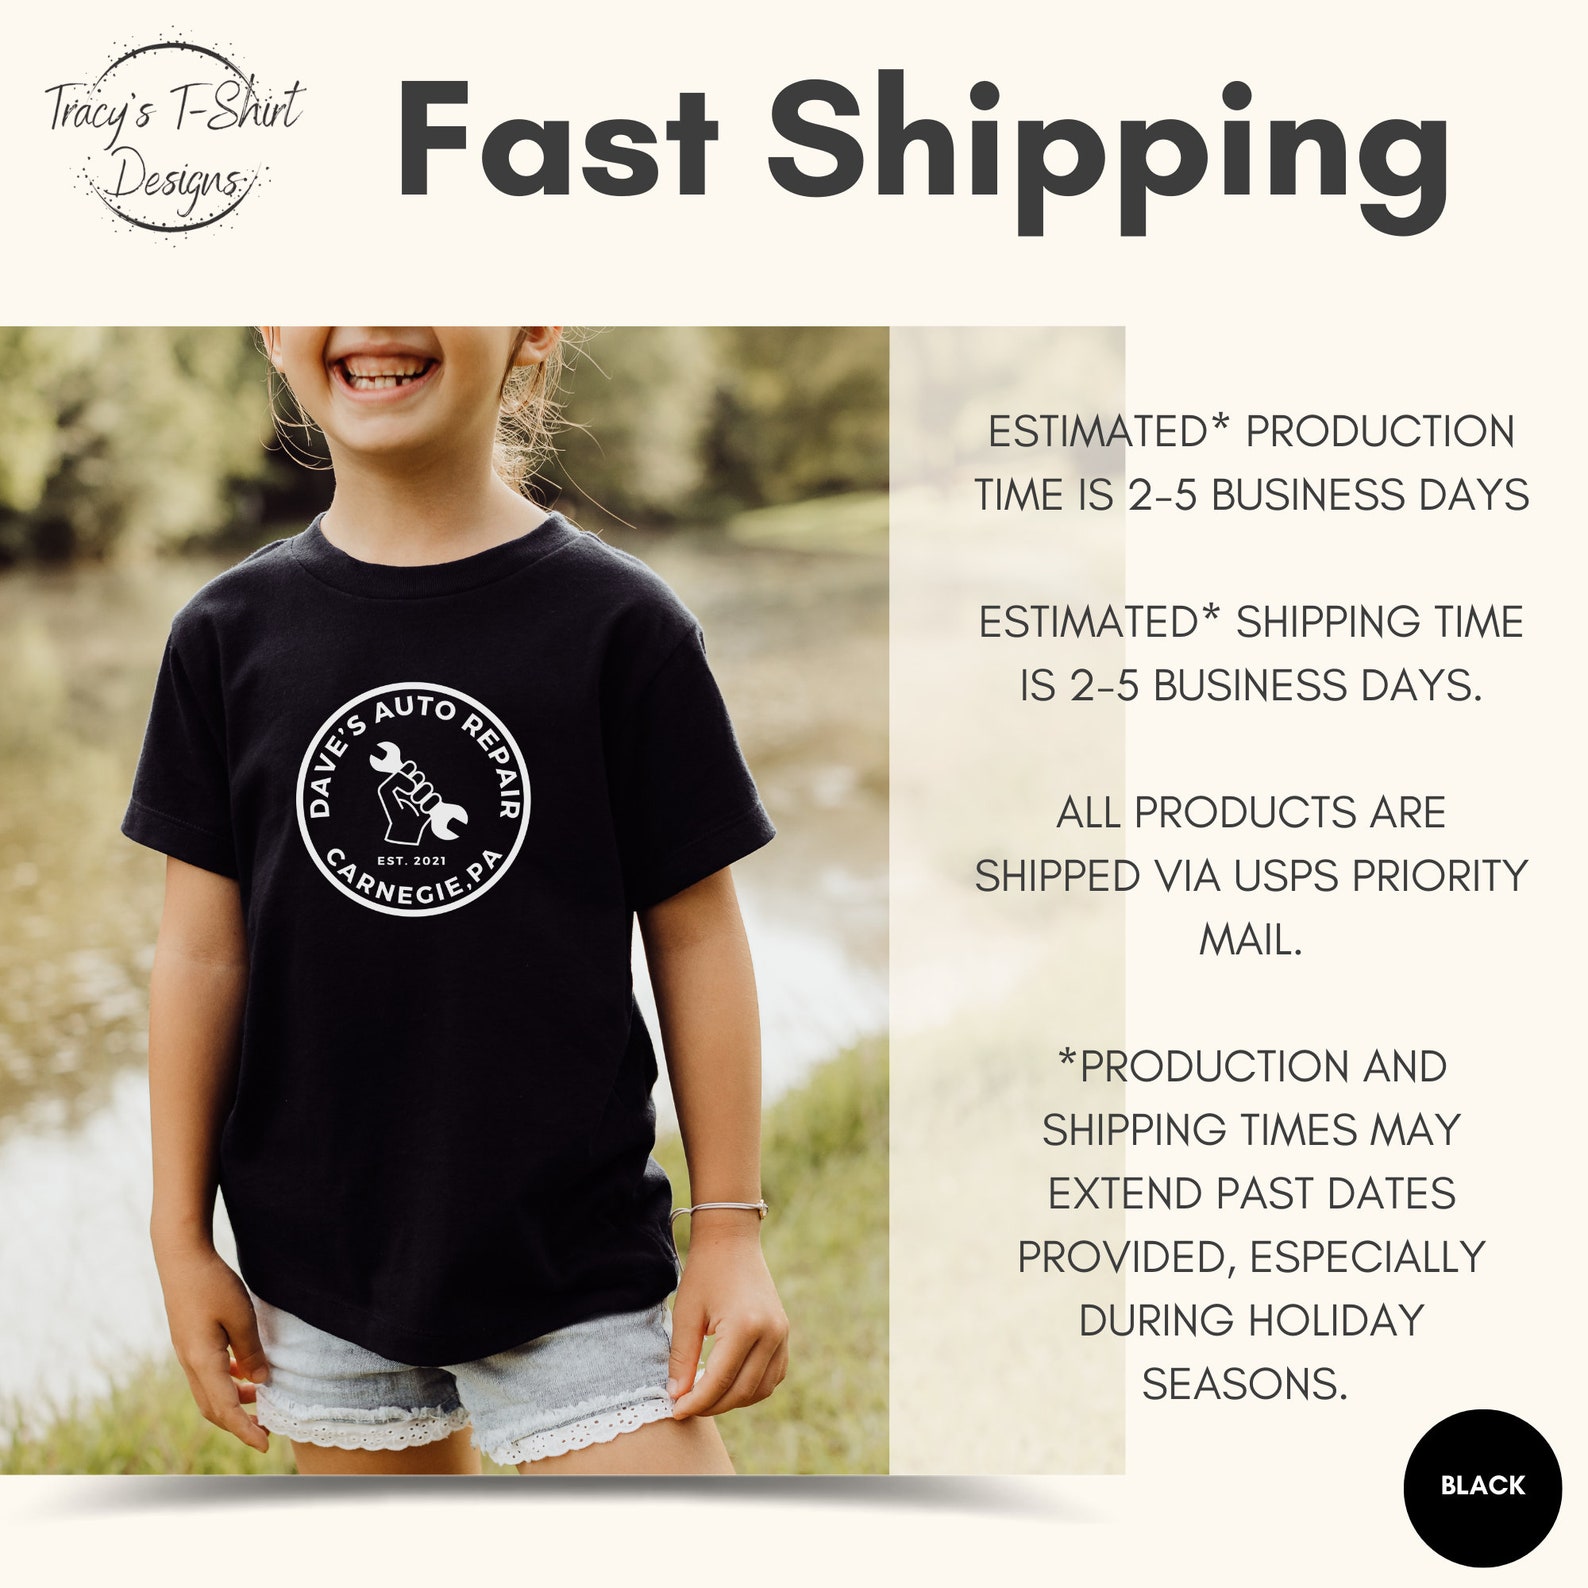 Tracy's T-Shirt
Designs
Fast Shipping
DAVE'S AUTO REPAIR
EST. 2021
CARNEGIE, PA
ESTIMATED* PRODUCTION
TIME IS 2-5 BUSINESS DAYS
ESTIMATED* SHIPPING TIME
IS 2-5 BUSINESS DAYS.
ALL PRODUCTS ARE
SHIPPED VIA USPS PRIORITY
MAIL.
*PRODUCTION AND
SHIPPING TIMES MAY
EXTEND PAST DATES
PROVIDED, ESPECIALLY
DURING HOLIDAY
SEASONS.
BLACK